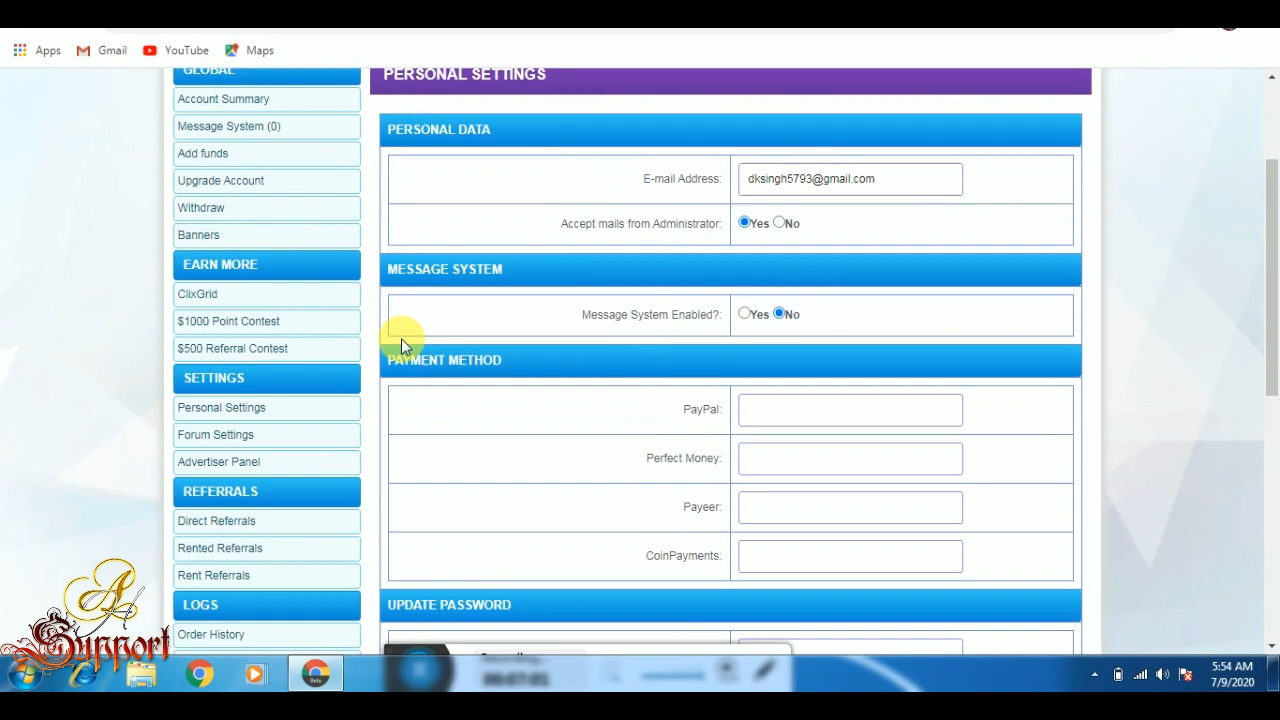 Apps Gmail YouTube Maps
GLOBAL
Account Summary
Message System (0)
Add funds
Upgrade Account
Withdraw
Banners
EARN MORE
ClixGrid
$1000 Point Contest
$500 Referral Contest
SETTINGS
Personal Settings
Forum Settings
Advertiser Panel
REFERRALS
Direct Referrals
Rented Referrals
Rent Referrals
LOGS
Order History
PERSONAL SETTINGS
PERSONAL DATA
E-mail Address: dksingh5793@gmail.com
Accept mails from Administrator: Yes No
MESSAGE SYSTEM
Message System Enabled?: Yes No
PAYMENT METHOD
PayPal:
Perfect Money:
Payeer:
CoinPayments:
UPDATE PASSWORD
A
Support
5:54 AM
7/9/2020